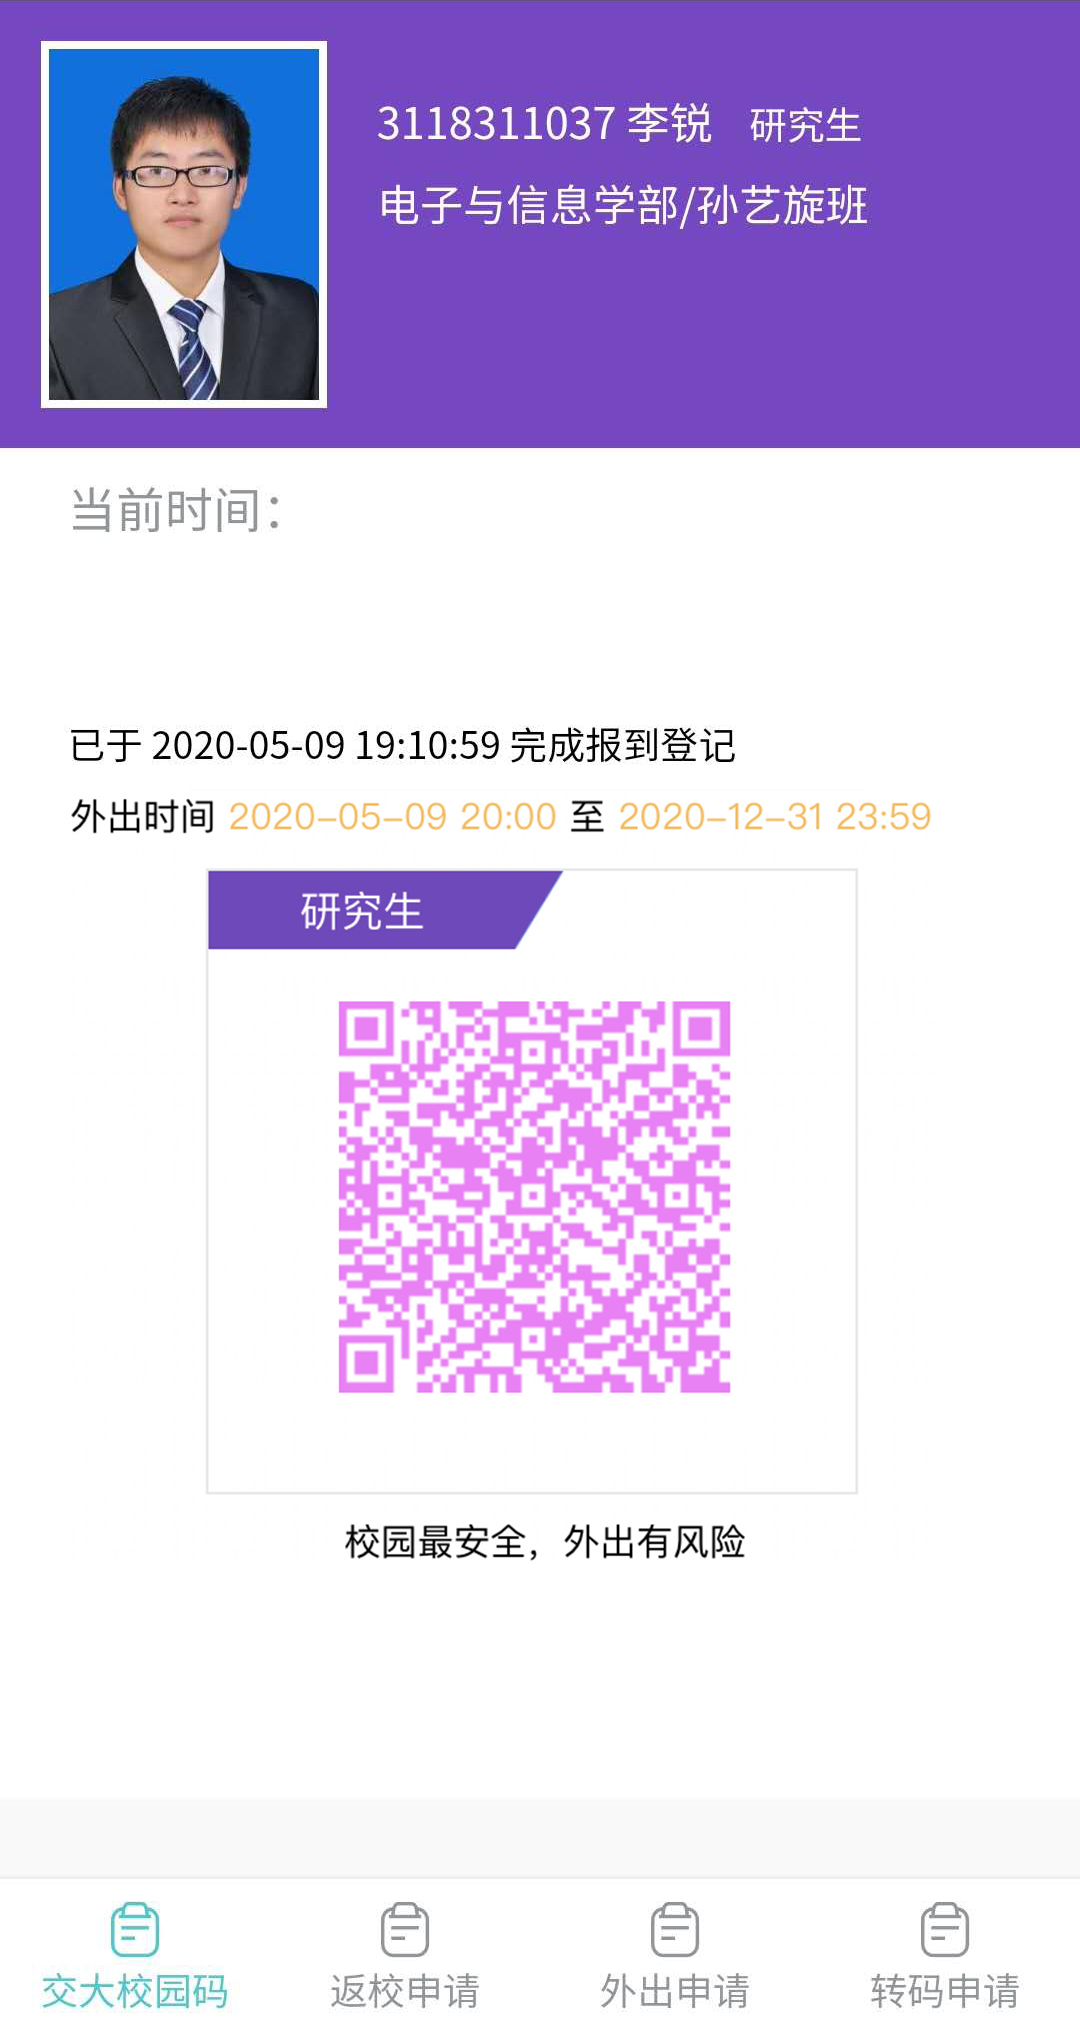 3118311037 李锐 研究生
电子与信息学部/孙艺旋班
当前时间：
已于 2020-05-09 19:10:59 完成报到登记
外出时间 2020-05-09 20:00 至 2020-12-31 23:59
研究生
校园最安全，外出有风险
交大校园码 返校申请 外出申请 转码申请